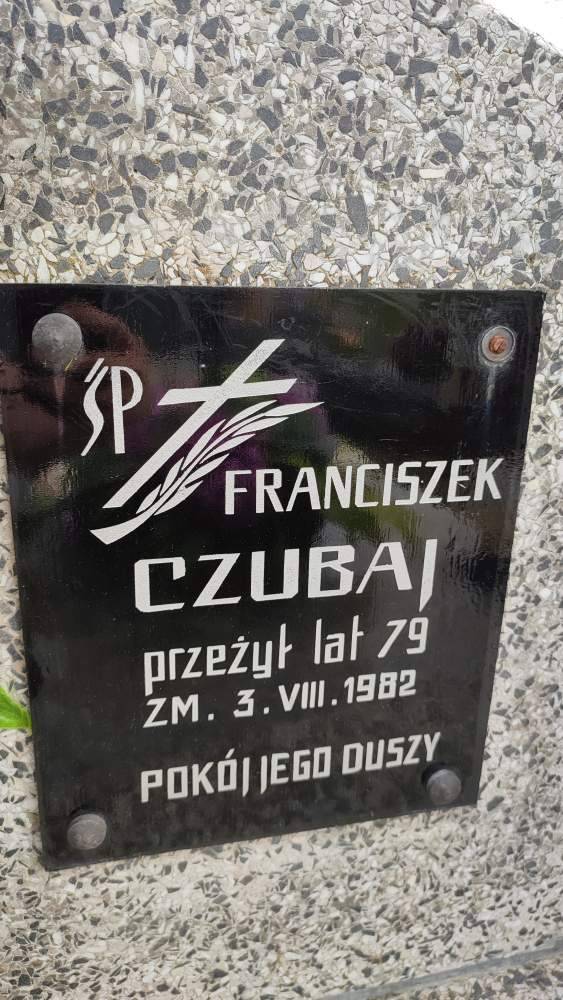 ŚP
FRANCISZEK
CZUBAJ
przeżył lat 79
ZM. 3. VIII. 1982
POKÓJ JEGO DUSZY